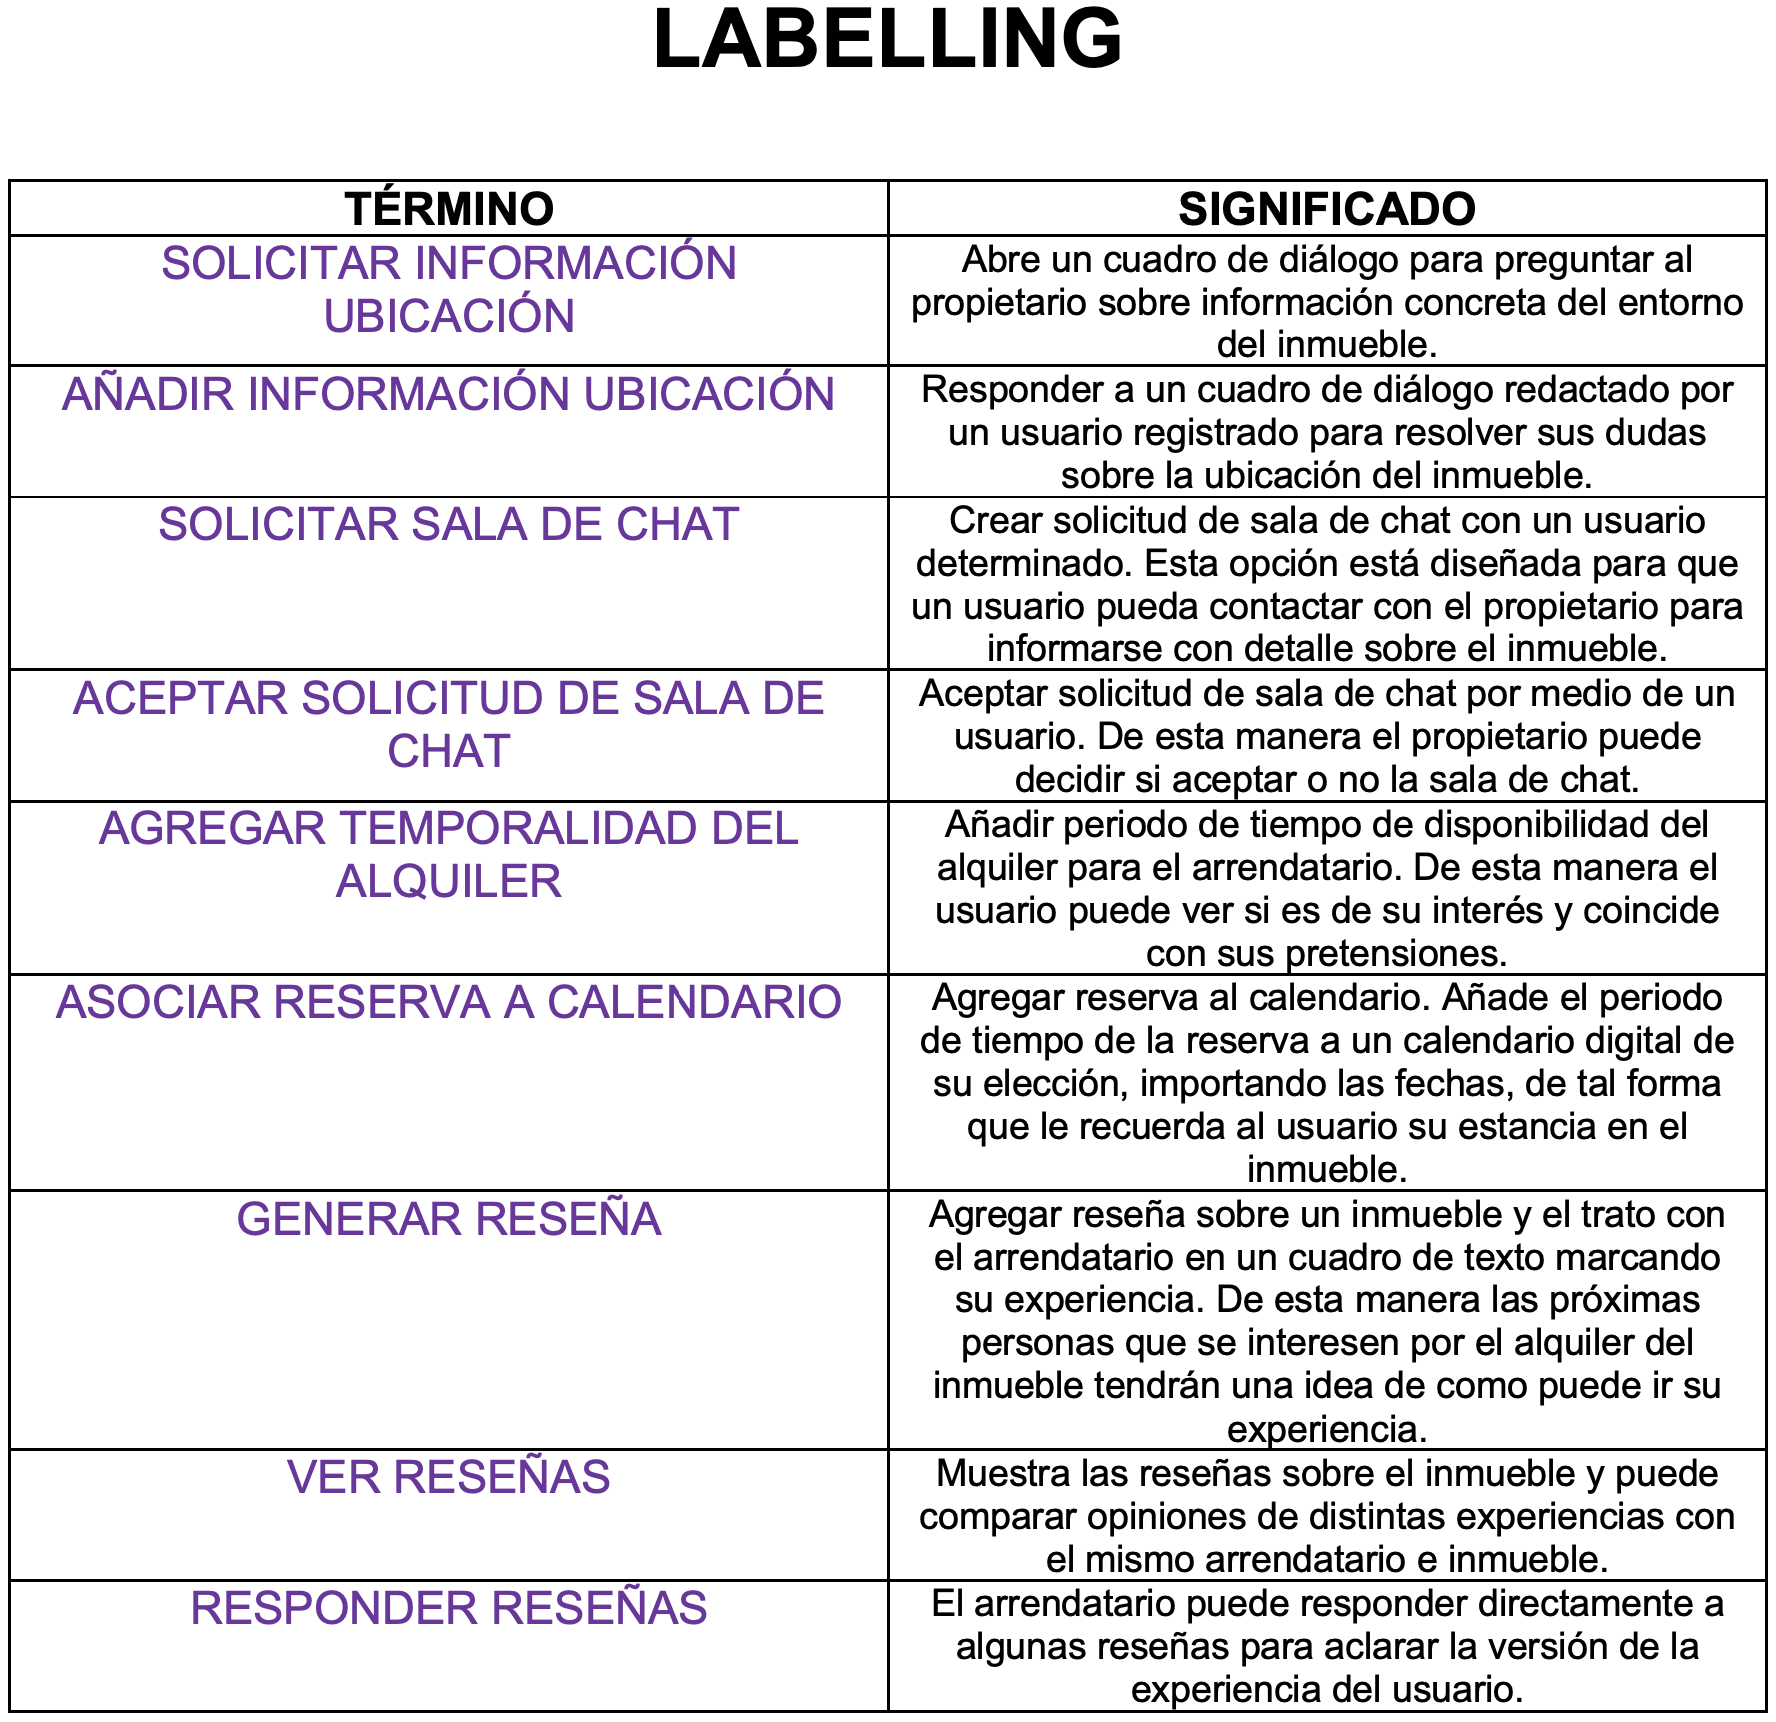 LABELLING
TÉRMINO
SIGNIFICADO
SOLICITAR INFORMACIÓN
UBICACIÓN
Abre un cuadro de diálogo para preguntar al
propietario sobre información concreta del entorno
del inmueble.
AÑADIR INFORMACIÓN UBICACIÓN
Responder a un cuadro de diálogo redactado por
un usuario registrado para resolver sus dudas
sobre la ubicación del inmueble.
SOLICITAR SALA DE CHAT
Crear solicitud de sala de chat con un usuario
determinado. Esta opción está diseñada para que
un usuario pueda contactar con el propietario para
informarse con detalle sobre el inmueble.
ACEPTAR SOLICITUD DE SALA DE
CHAT
Aceptar solicitud de sala de chat por medio de un
usuario. De esta manera el propietario puede
decidir si aceptar o no la sala de chat.
AGREGAR TEMPORALIDAD DEL
ALQUILER
Añadir periodo de tiempo de disponibilidad del
alquiler para el arrendatario. De esta manera el
usuario puede ver si es de su interés y coincide
con sus pretensiones.
ASOCIAR RESERVA A CALENDARIO
Agregar reserva al calendario. Añade el periodo
de tiempo de la reserva a un calendario digital de
su elección, importando las fechas, de tal forma
que le recuerda al usuario su estancia en el
inmueble.
GENERAR RESEÑA
Agregar reseña sobre un inmueble y el trato con
el arrendatario en un cuadro de texto marcando
su experiencia. De esta manera las próximas
personas que se interesen por el alquiler del
inmueble tendrán una idea de como puede ir su
experiencia.
VER RESEÑAS
Muestra las reseñas sobre el inmueble y puede
comparar opiniones de distintas experiencias con
el mismo arrendatario e inmueble.
RESPONDER RESEÑAS
El arrendatario puede responder directamente a
algunas reseñas para aclarar la versión de la
experiencia del usuario.